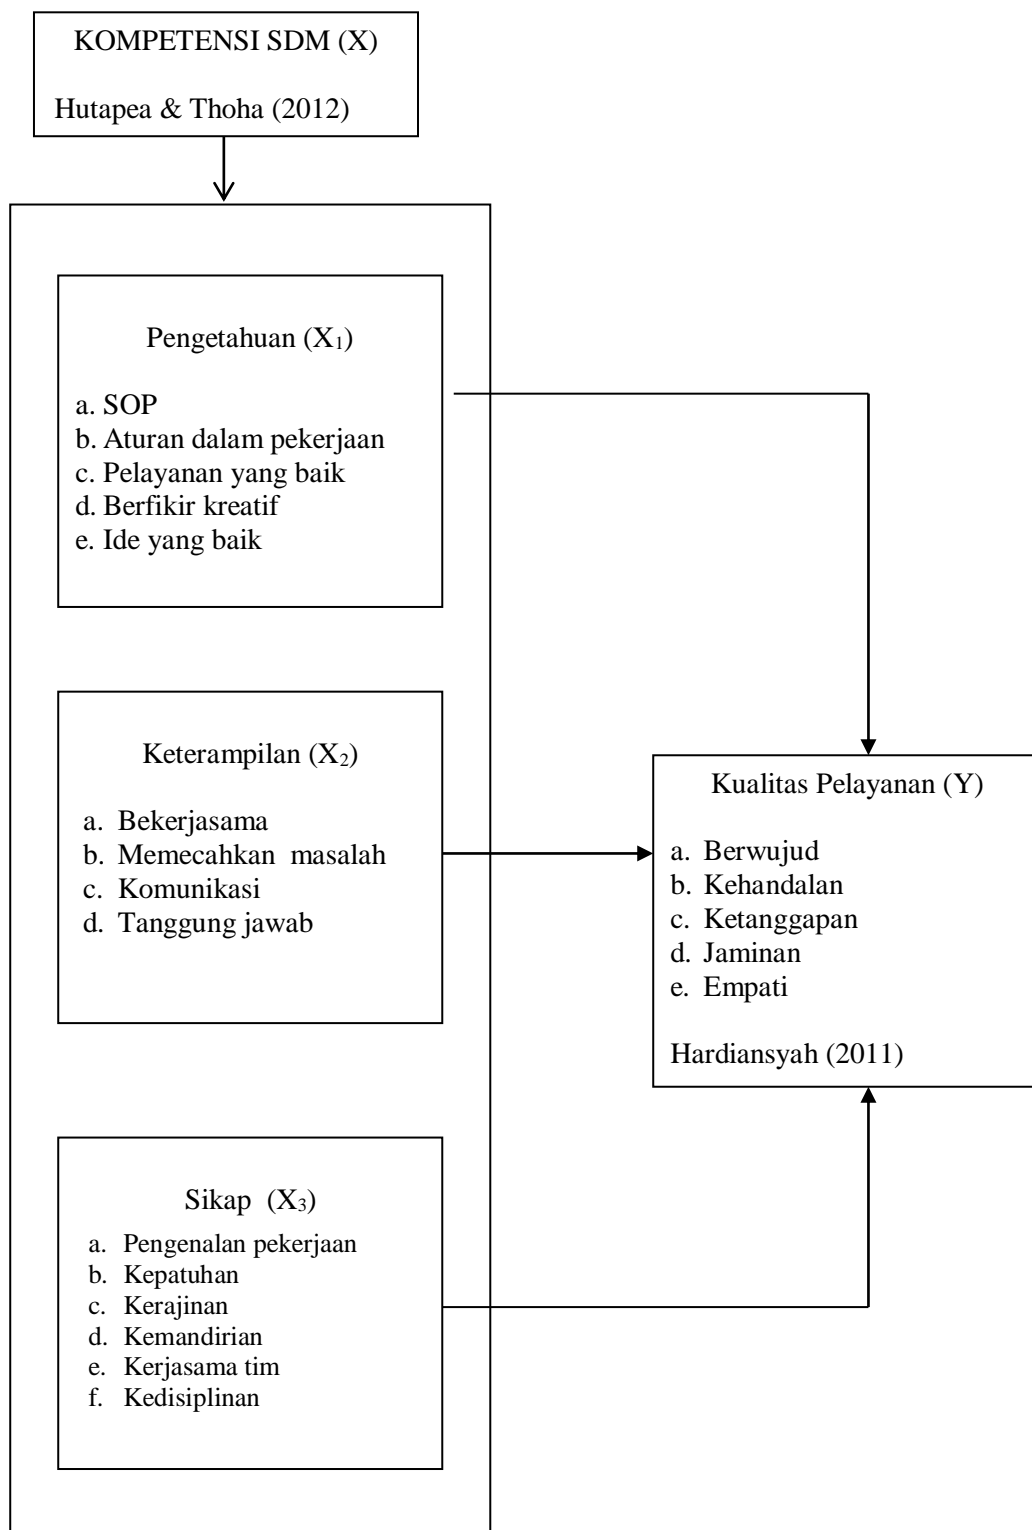 KOMPETENSI SDM (X)
Hutapea & Thoha (2012)
Pengetahuan (X₁)
a. SOP
b. Aturan dalam pekerjaan
c. Pelayanan yang baik
d. Berfikir kreatif
e. Ide yang baik
Keterampilan (X₂)
a. Bekerjasama
b. Memecahkan masalah
c. Komunikasi
d. Tanggung jawab
Kualitas Pelayanan (Y)
a. Berwujud
b. Kehandalan
c. Ketanggapan
d. Jaminan
e. Empati
Hardiansyah (2011)
Sikap (X₃)
a. Pengenalan pekerjaan
b. Kepatuhan
c. Kerajinan
d. Kemandirian
e. Kerjasama tim
f. Kedisiplinan